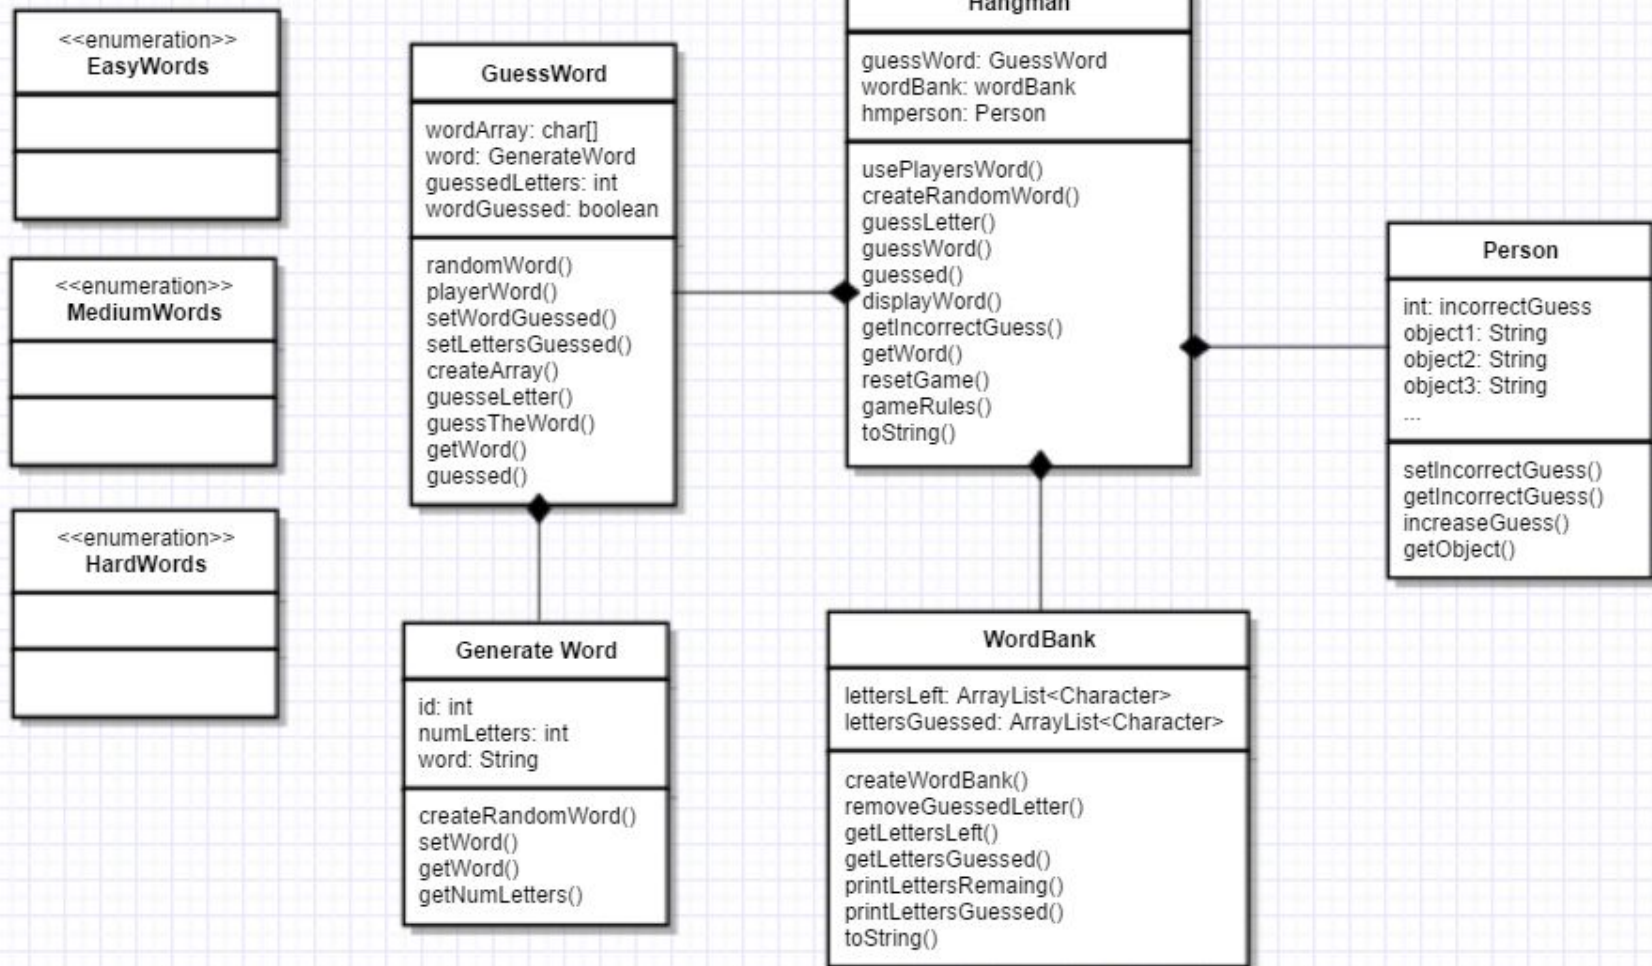 <<enumeration>>
EasyWords
<<enumeration>>
MediumWords
<<enumeration>>
HardWords
GuessWord
wordArray: char[]
word: GenerateWord
guessedLetters: int
wordGuessed: boolean
randomWord()
playerWord()
setWordGuessed()
setLettersGuessed()
createArray()
guesseLetter()
guessTheWord()
getWord()
guessed()
Generate Word
id: int
numLetters: int
word: String
createRandomWord()
setWord()
getWord()
getNumLetters()
Hangman
guessWord: GuessWord
wordBank: wordBank
hmperson: Person
usePlayersWord()
createRandomWord()
guessLetter()
guessWord()
guessed()
displayWord()
getIncorrectGuess()
getWord()
resetGame()
gameRules()
toString()
WordBank
lettersLeft: ArrayList<Character>
lettersGuessed: ArrayList<Character>
createWordBank()
removeGuessedLetter()
getLettersLeft()
getLettersGuessed()
printLettersRemaing()
printLettersGuessed()
toString()
Person
int: incorrectGuess
object1: String
object2: String
object3: String
...
setIncorrectGuess()
getIncorrectGuess()
increaseGuess()
getObject()